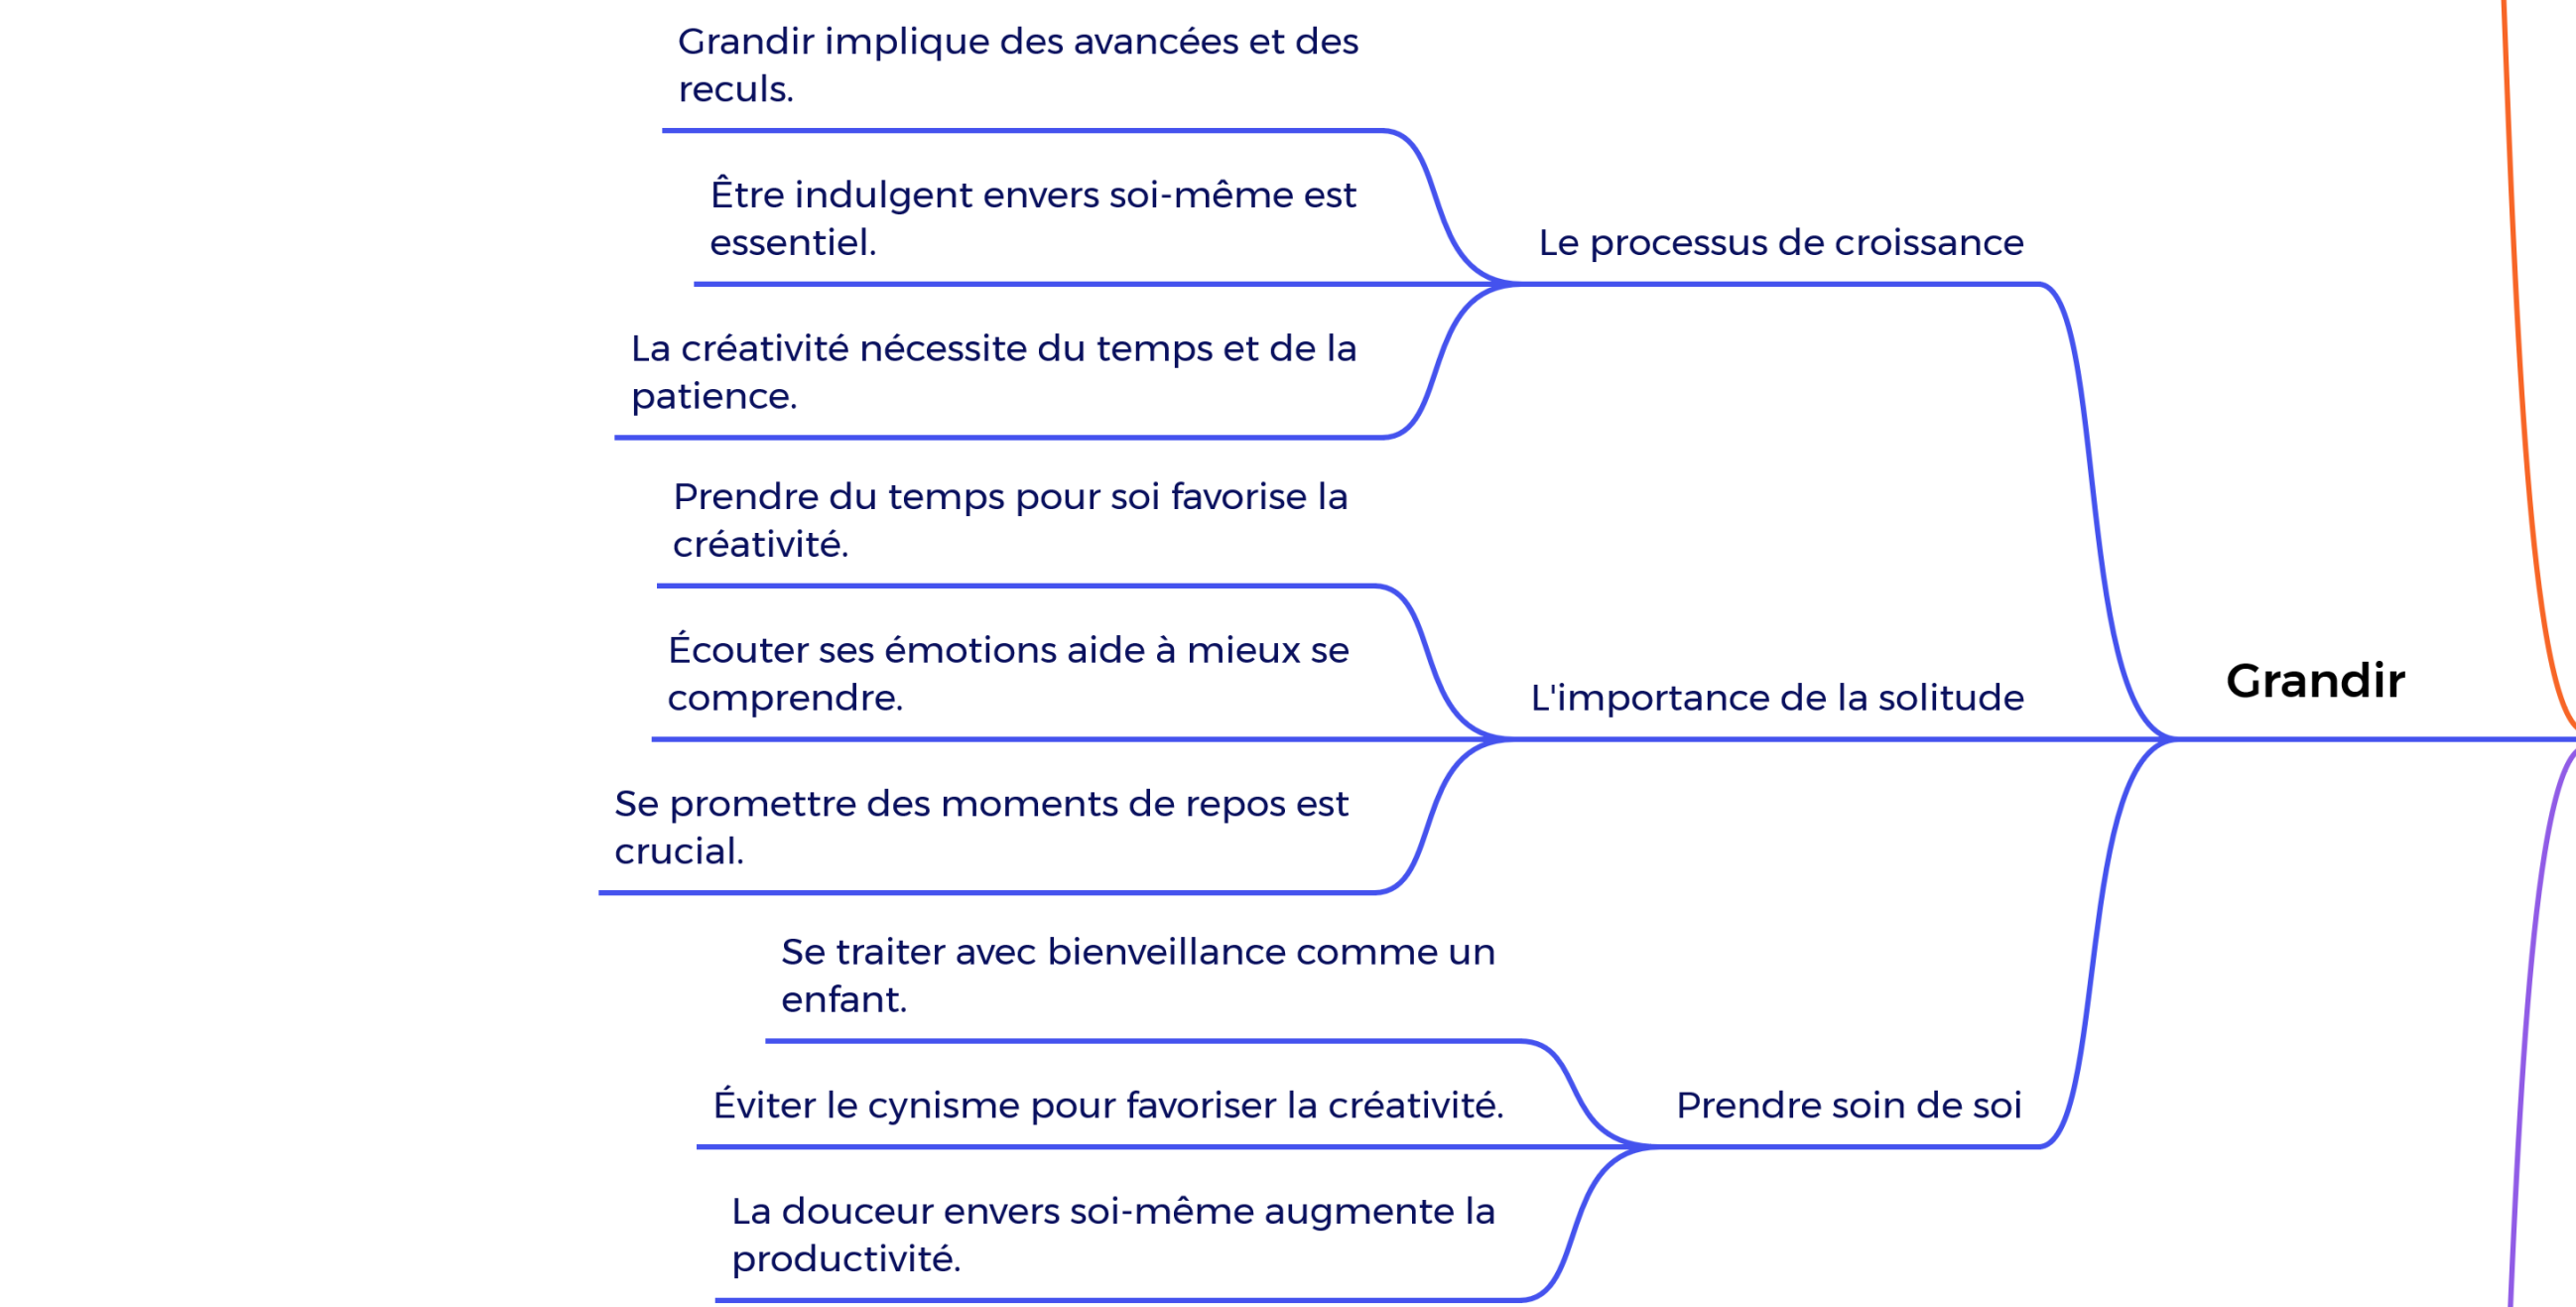 Grandir implique des avancées et des
reculs.
Être indulgent envers soi-même est
essentiel.
Le processus de croissance
La créativité nécessite du temps et de la
patience.
Prendre du temps pour soi favorise la
créativité.
Écouter ses émotions aide à mieux se
comprendre.
L'importance de la solitude
Grandir
Se promettre des moments de repos est
crucial.
Se traiter avec bienveillance comme un
enfant.
Éviter le cynisme pour favoriser la créativité.
Prendre soin de soi
La douceur envers soi-même augmente la
productivité.